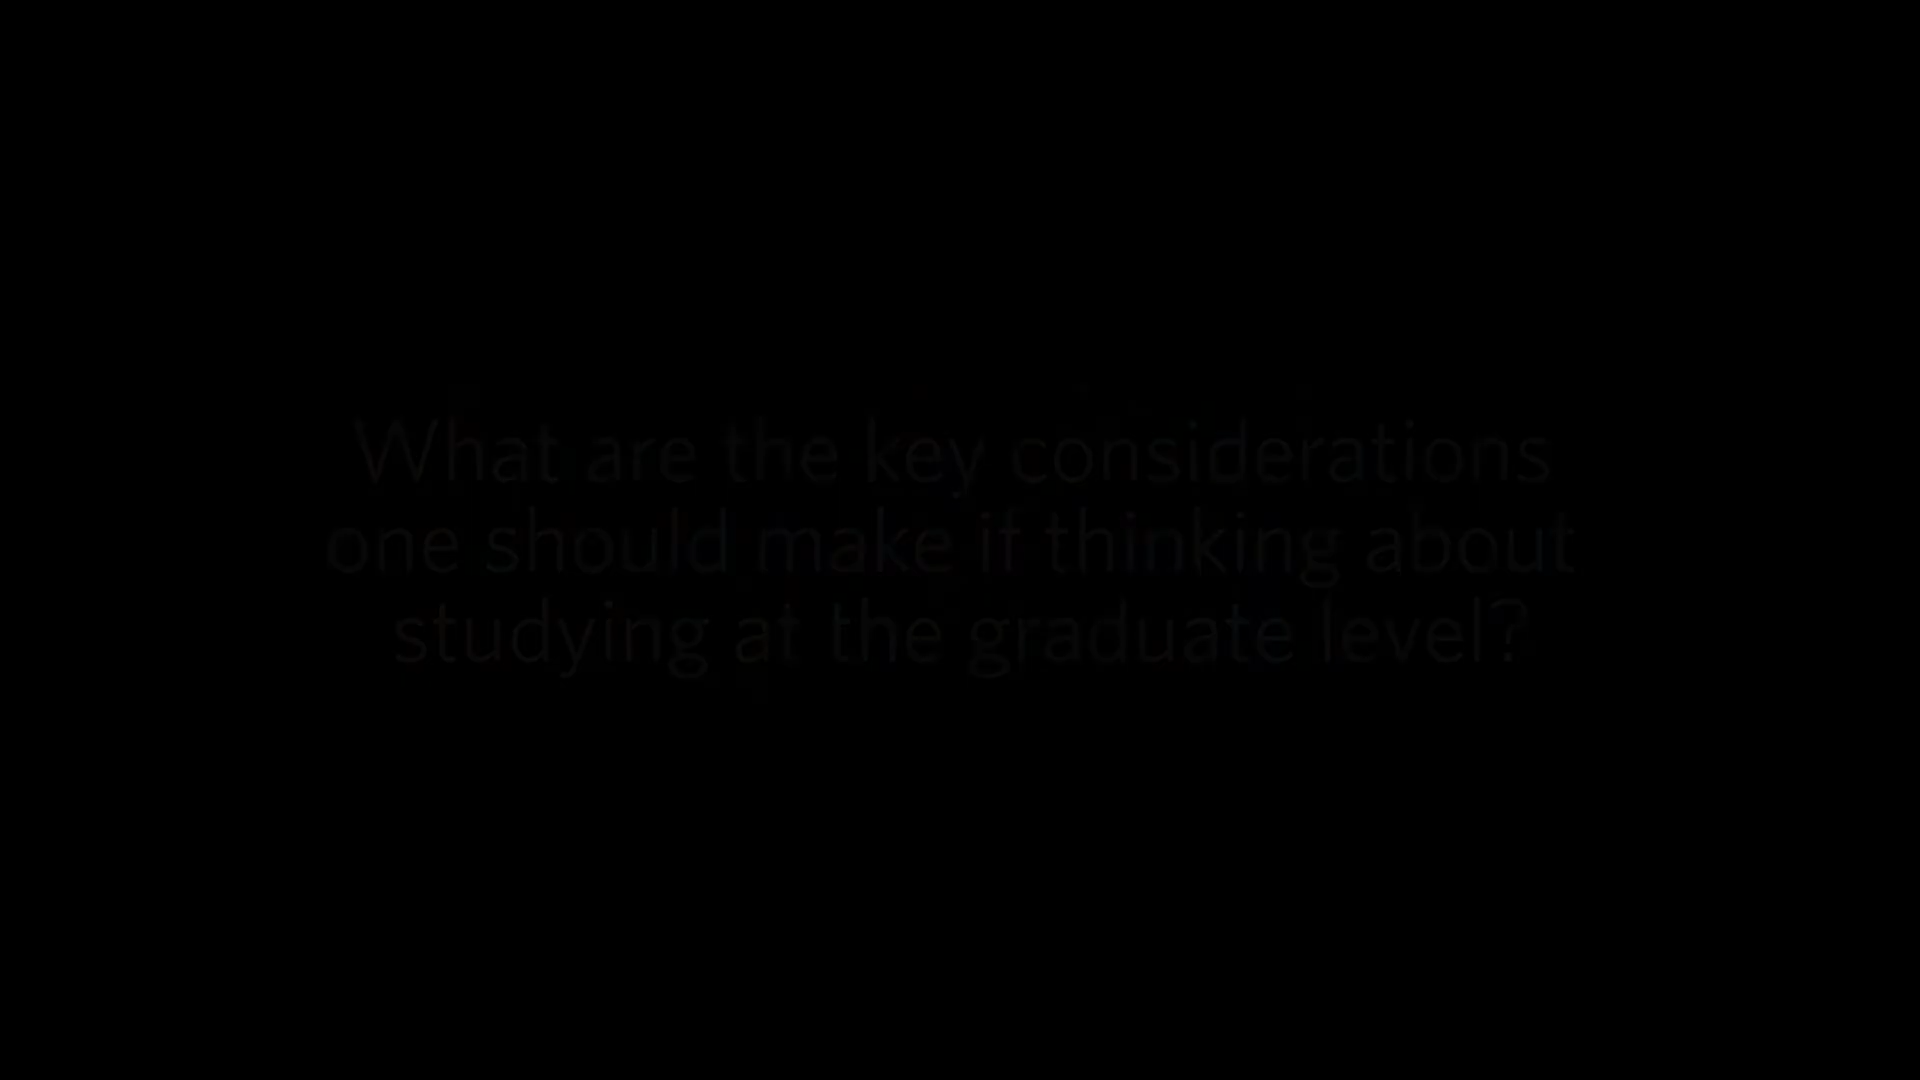 What are the key considerations
one should make if thinking about
studying at the graduate level?